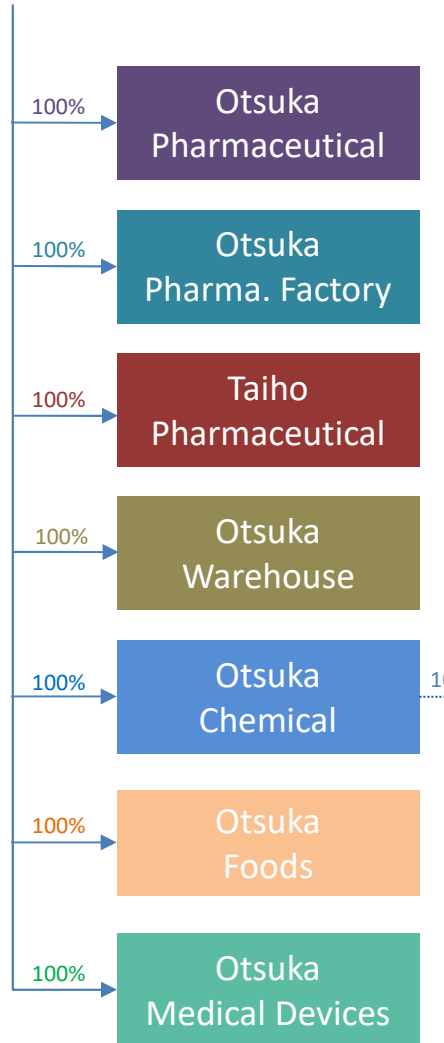 100%
Otsuka
Pharmaceutical
100%
Otsuka
Pharma. Factory
100%
Taiho
Pharmaceutical
100%
Otsuka
Warehouse
100%
Otsuka
Chemical
100%
Otsuka
Foods
100%
Otsuka
Medical Devices